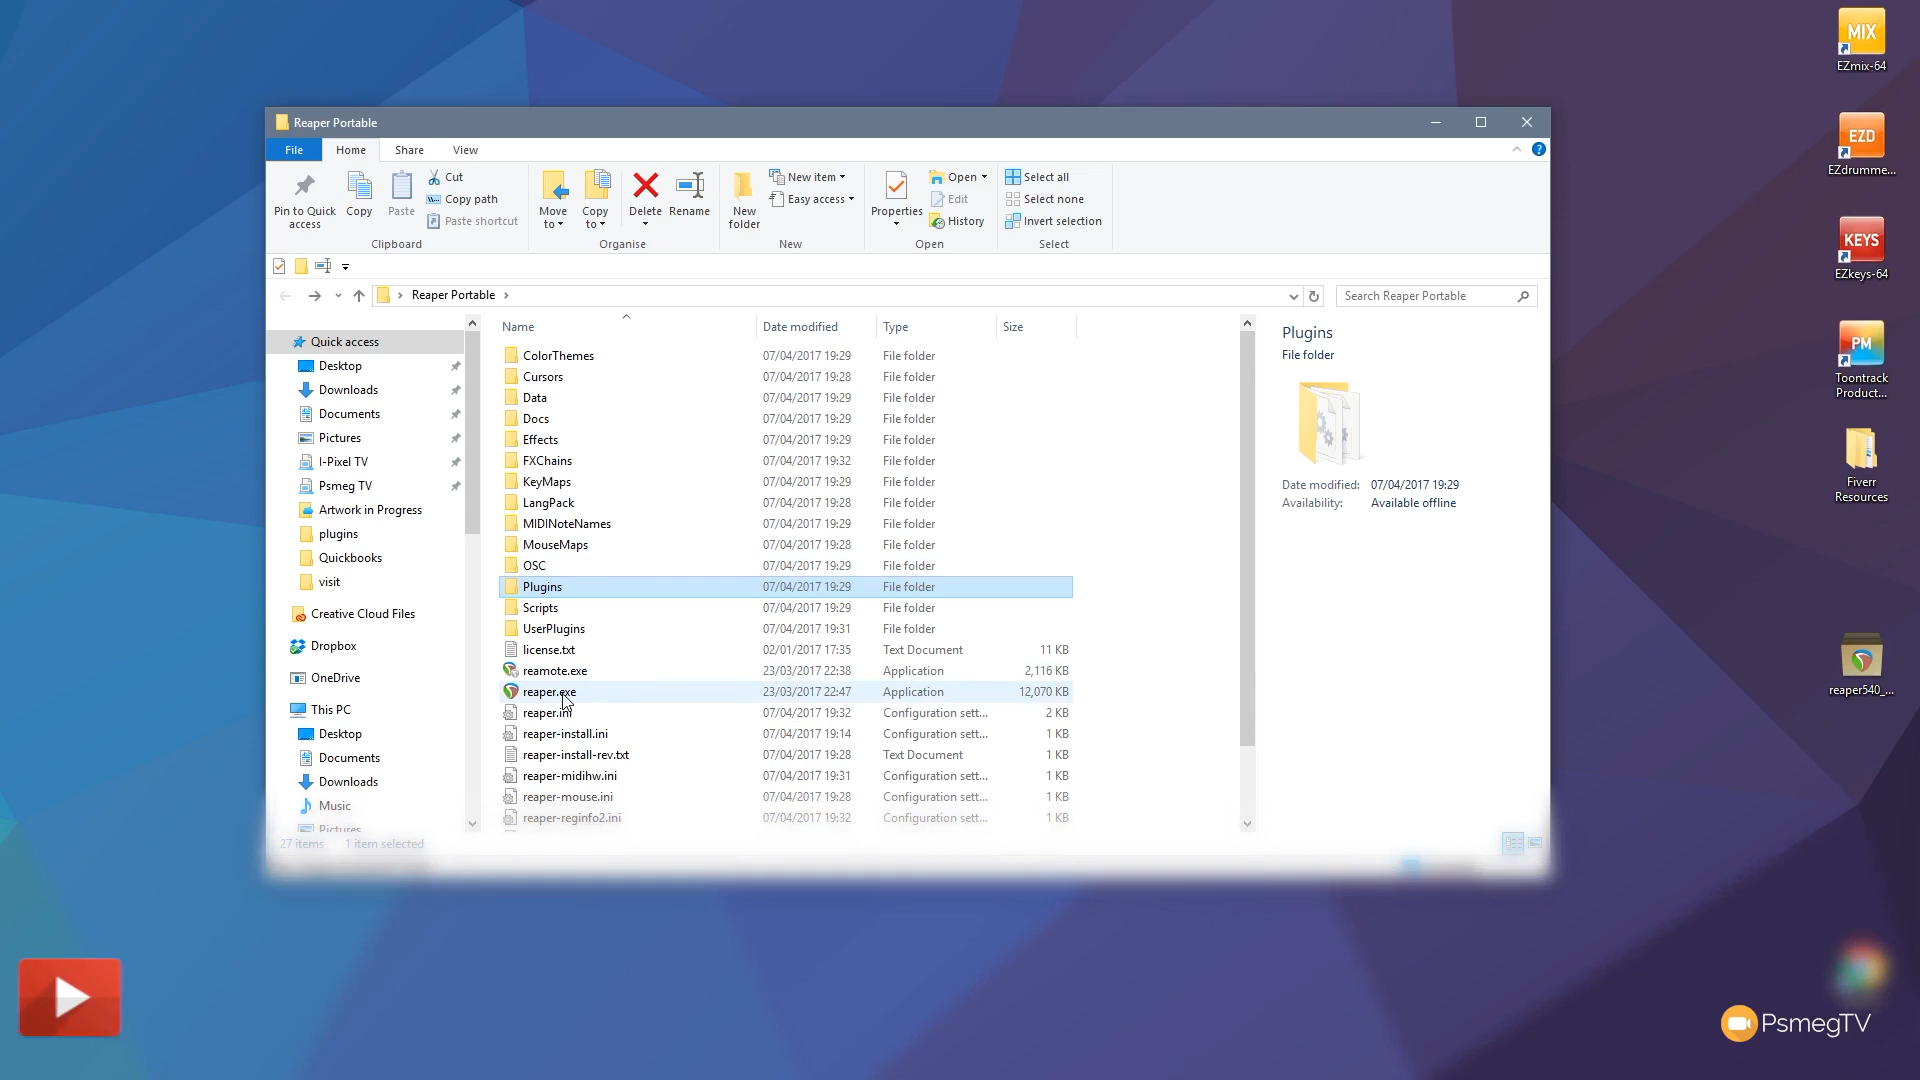 Reaper Portable
File Home Share View
Pin to Quick access
Copy
Paste
Cut
Copy path
Paste shortcut
Clipboard
Move to
Copy to
Delete
Rename
Organise
New folder
New item
Easy access
New
Properties
Open
Edit
History
Open
Select all
Select none
Invert selection
Select
Reaper Portable
Search Reaper Portable
Quick access
Desktop
Downloads
Documents
Pictures
I-Pixel TV
Psmeg TV
Artwork in Progress
plugins
Quickbooks
visit
Creative Cloud Files
Dropbox
OneDrive
This PC
Desktop
Documents
Downloads
Music
Pictures
Name Date modified Type Size
ColorThemes 07/04/2017 19:29 File folder
Cursors 07/04/2017 19:28 File folder
Data 07/04/2017 19:29 File folder
Docs 07/04/2017 19:29 File folder
Effects 07/04/2017 19:29 File folder
FXChains 07/04/2017 19:32 File folder
KeyMaps 07/04/2017 19:29 File folder
LangPack 07/04/2017 19:28 File folder
MIDINoteNames 07/04/2017 19:29 File folder
MouseMaps 07/04/2017 19:28 File folder
OSC 07/04/2017 19:29 File folder
Plugins 07/04/2017 19:29 File folder
Scripts 07/04/2017 19:29 File folder
UserPlugins 07/04/2017 19:31 File folder
license.txt 02/01/2017 17:35 Text Document 11 KB
reamote.exe 23/03/2017 22:38 Application 2,116 KB
reaper.exe 23/03/2017 22:47 Application 12,070 KB
reaper.ini 07/04/2017 19:32 Configuration sett... 2 KB
reaper-install.ini 07/04/2017 19:14 Configuration sett... 1 KB
reaper-install-rev.txt 07/04/2017 19:28 Text Document 1 KB
reaper-midihw.ini 07/04/2017 19:31 Configuration sett... 1 KB
reaper-mouse.ini 07/04/2017 19:28 Configuration sett... 1 KB
reaper-reginfo2.ini 07/04/2017 19:32 Configuration sett... 1 KB
Plugins
File folder
Date modified: 07/04/2017 19:29
Availability: Available offline
27 items 1 item selected
MIX
EZmix-64
EZD
EZdrumme...
KEYS
EZkeys-64
PM
Toontrack
Product...
Fiverr
Resources
reaper540_...
PsmegTV